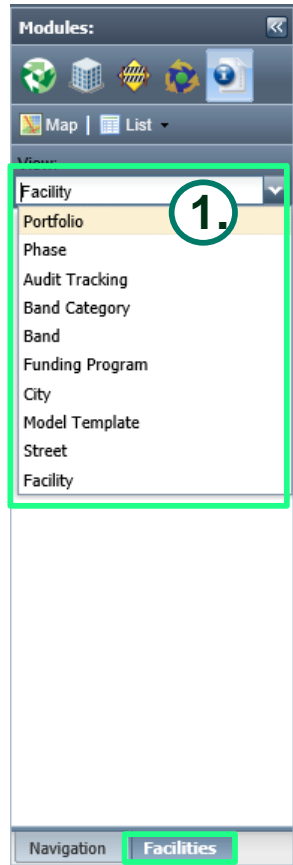 Modules:
Map | List
View:
Facility
1.
Portfolio
Phase
Audit Tracking
Band Category
Band
Funding Program
City
Model Template
Street
Facility
Navigation Facilities